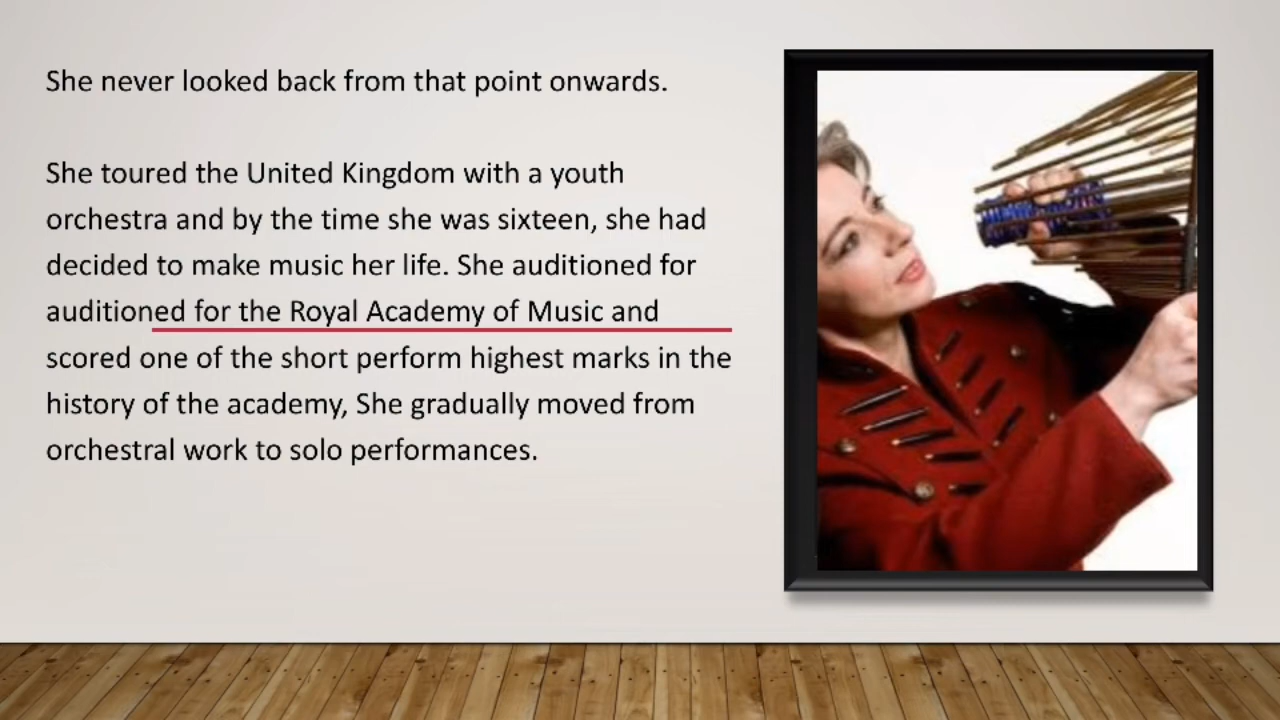 She never looked back from that point onwards.
She toured the United Kingdom with a youth
orchestra and by the time she was sixteen, she had
decided to make music her life. She auditioned for
auditioned for the Royal Academy of Music and
scored one of the short perform highest marks in the
history of the academy, She gradually moved from
orchestral work to solo performances.